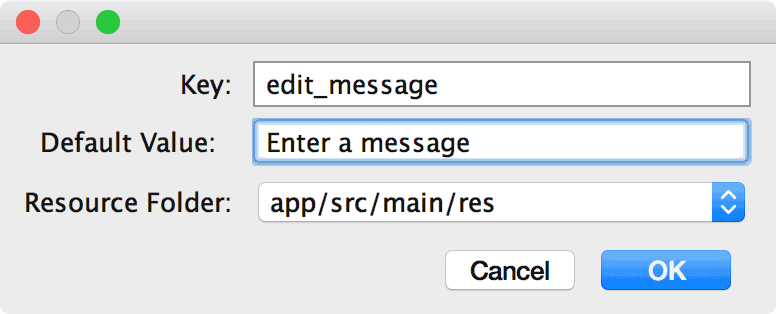 Key: edit_message
Default Value: Enter a message
Resource Folder: app/src/main/res
Cancel OK